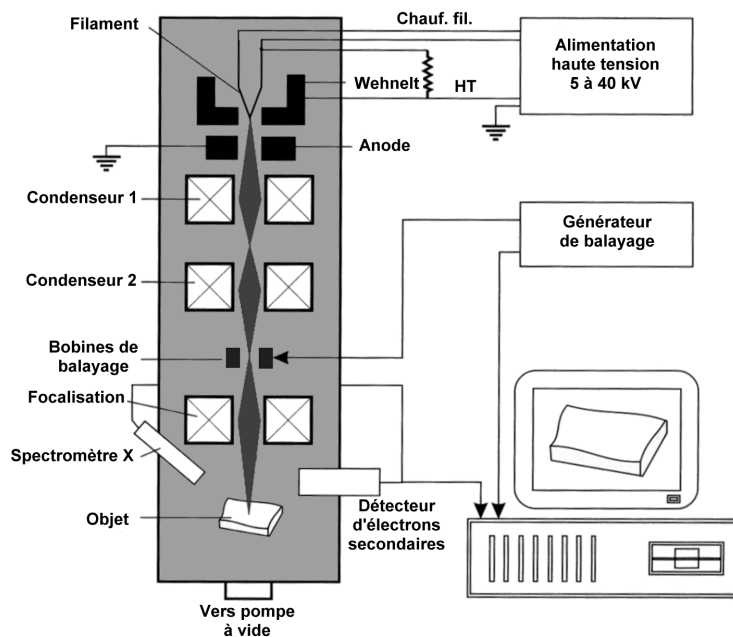 Filament
Chauf. fil.
Alimentation
haute tension
5 à 40 kV
Wehnelt
HT
Anode
Condenseur 1
Générateur
de balayage
Condenseur 2
Bobines de
balayage
Focalisation
Spectromètre X
Objet
Détecteur
d'électrons
secondaires
Vers pompe
à vide